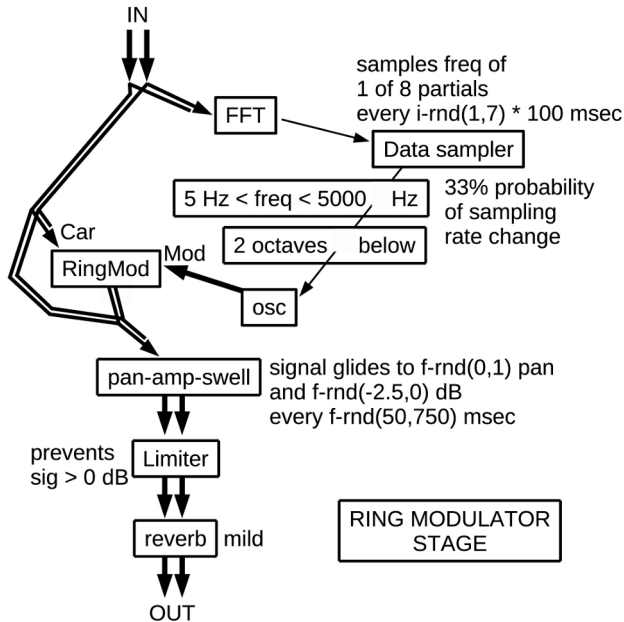 IN
samples freq of
1 of 8 partials
every i-rnd(1,7) * 100 msec
FFT
Data sampler
5 Hz < freq < 5000 Hz
33% probability
of sampling
rate change
Car
2 octaves below
Mod
RingMod
osc
pan-amp-swell
signal glides to f-rnd(0,1) pan
and f-rnd(-2.5,0) dB
every f-rnd(50,750) msec
prevents
sig > 0 dB
Limiter
reverb
mild
RING MODULATOR
STAGE
OUT